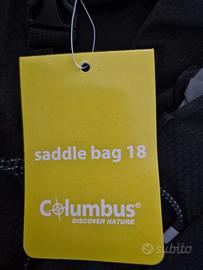 saddle bag 18
Columbus®
DISCOVER NATURE
subito